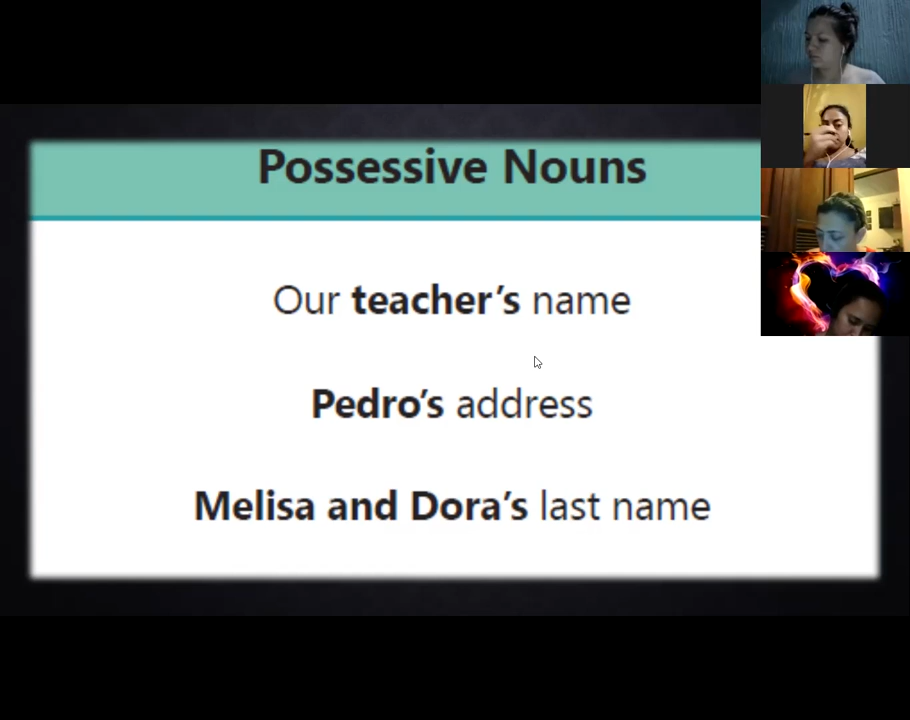 Possessive Nouns
Our teacher's name
Pedro's address
Melisa and Dora's last name